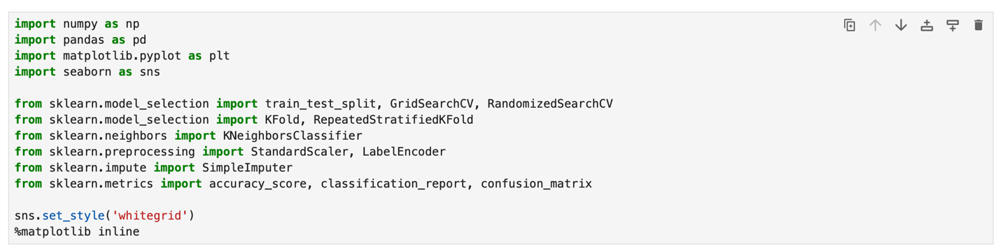 import numpy as np
import pandas as pd
import matplotlib.pyplot as plt
import seaborn as sns
from sklearn.model_selection import train_test_split, GridSearchCV, RandomizedSearchCV
from sklearn.model_selection import KFold, RepeatedStratifiedKFold
from sklearn.neighbors import KNeighborsClassifier
from sklearn.preprocessing import StandardScaler, LabelEncoder
from sklearn.impute import SimpleImputer
from sklearn.metrics import accuracy_score, classification_report, confusion_matrix
sns.set_style('whitegrid')
%matplotlib inline